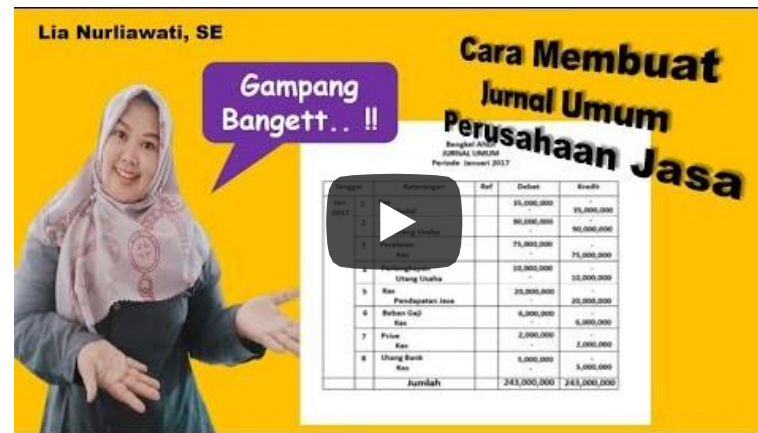 Lia Nurliawati, SE
Gampang
Bangett.. !!
Cara Membuat
Jurnal Umum
Perusahaan Jasa
Bengkel
JURNAL UMUM
Periode Januari 2017
Tanggal Keterangan Ref Debet Kredit
Jan 1 35,000,000 -
2017 - 35,000,000
2 90,000,000 -
Utang Usaha - 90,000,000
3 Peralatan 75,000,000 -
Kas - 75,000,000
4 Perlengkapan 10,000,000 -
Utang Usaha - 10,000,000
5 Kas 20,000,000 -
Pendapatan Jasa - 20,000,000
6 Beban Gaji 6,000,000 -
Kas - 6,000,000
7 Prive 2,000,000 -
Kas - 2,000,000
8 Utang Bank 5,000,000 -
Kas - 5,000,000
Jumlah 243,000,000 243,000,000